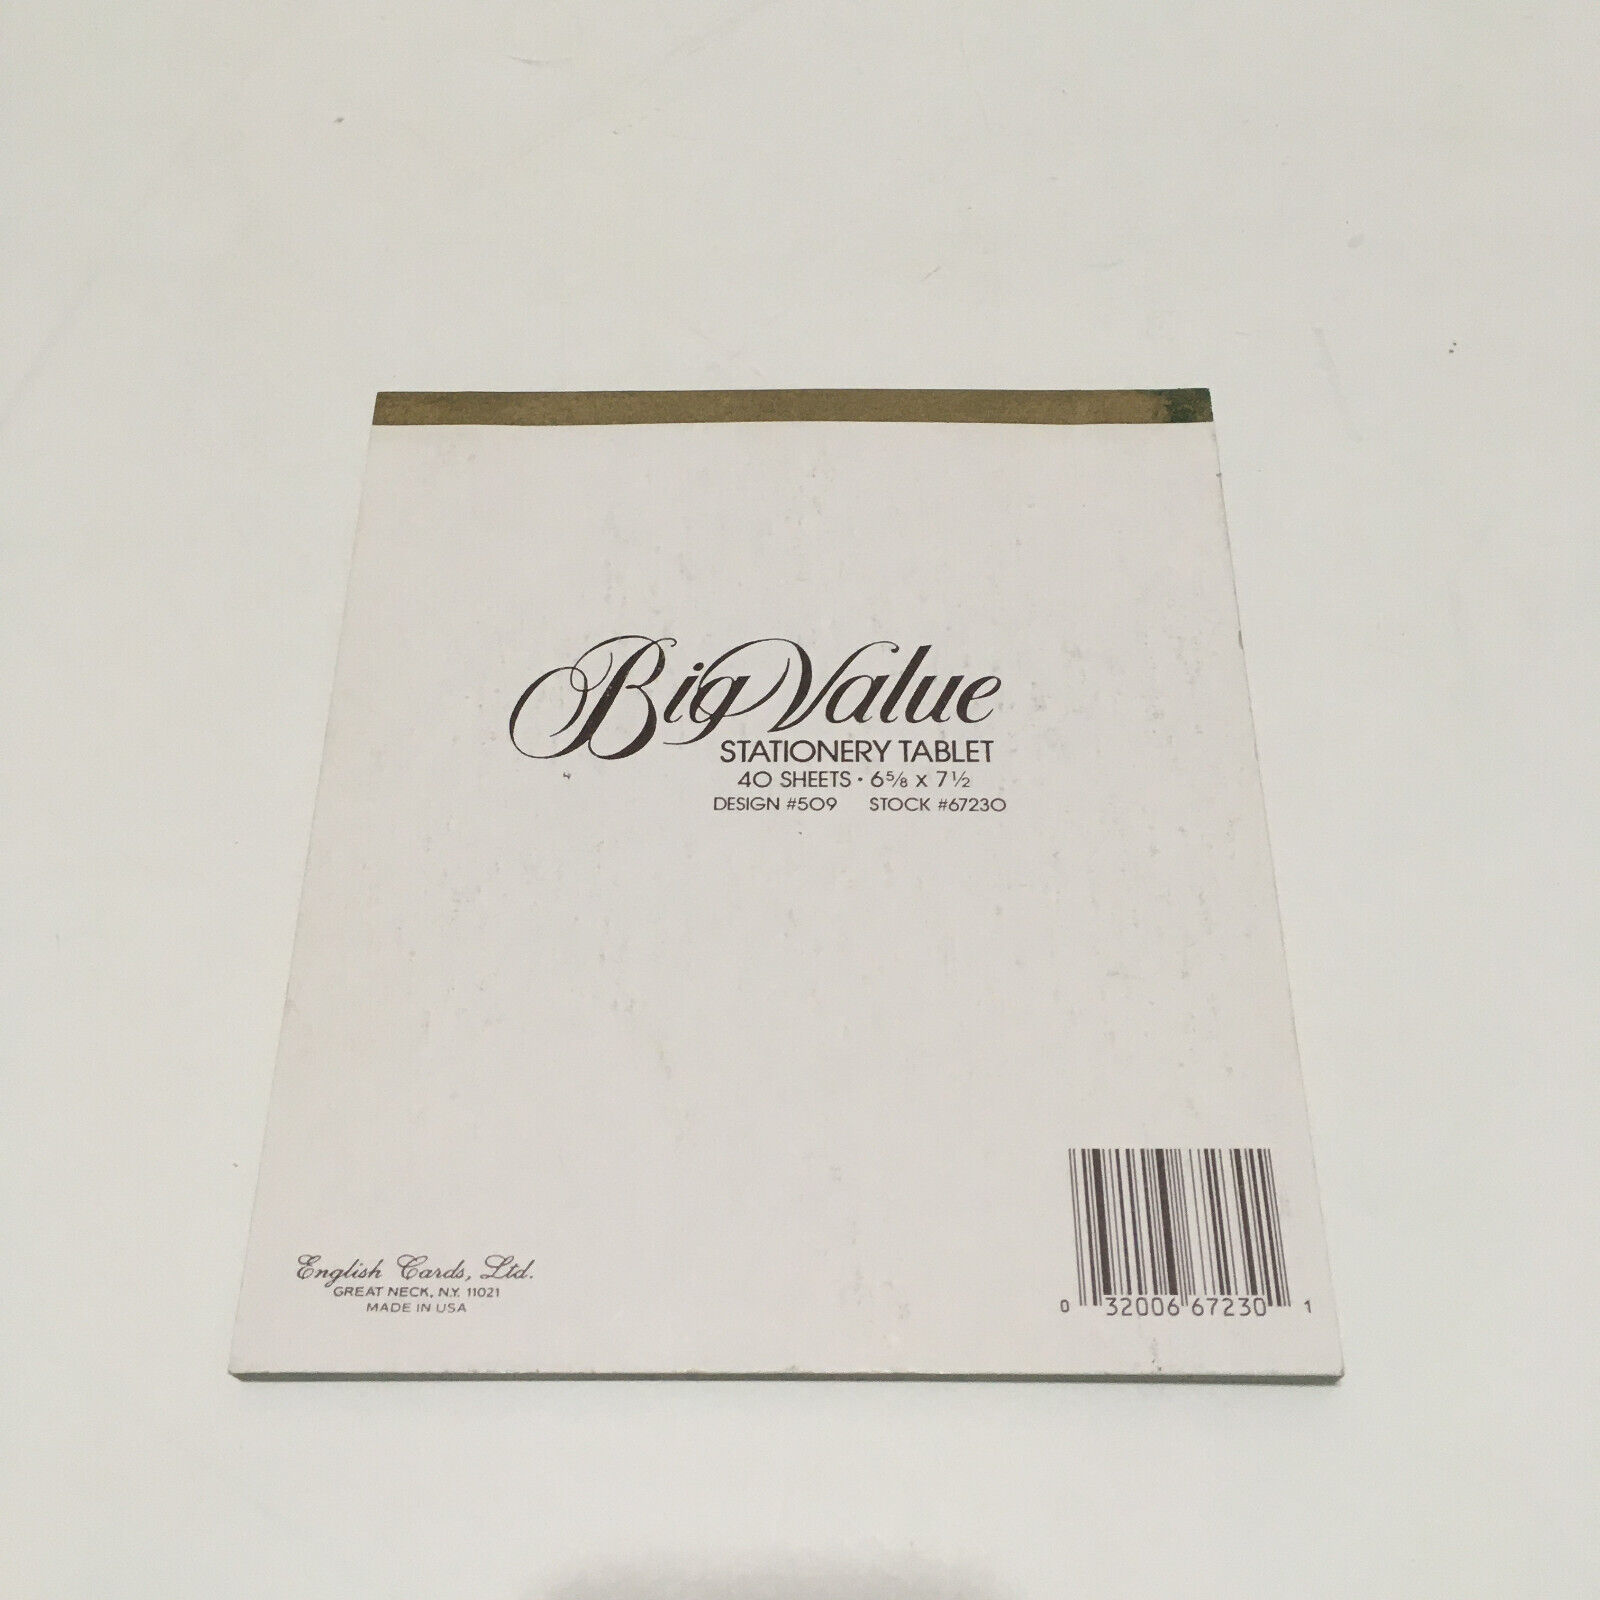 Big Value
STATIONERY TABLET
40 SHEETS • 6⅝ x 7½
DESIGN #509 STOCK #67230
English Cards, Ltd.
GREAT NECK, N.Y. 11021
MADE IN USA
0 32006 67230 1